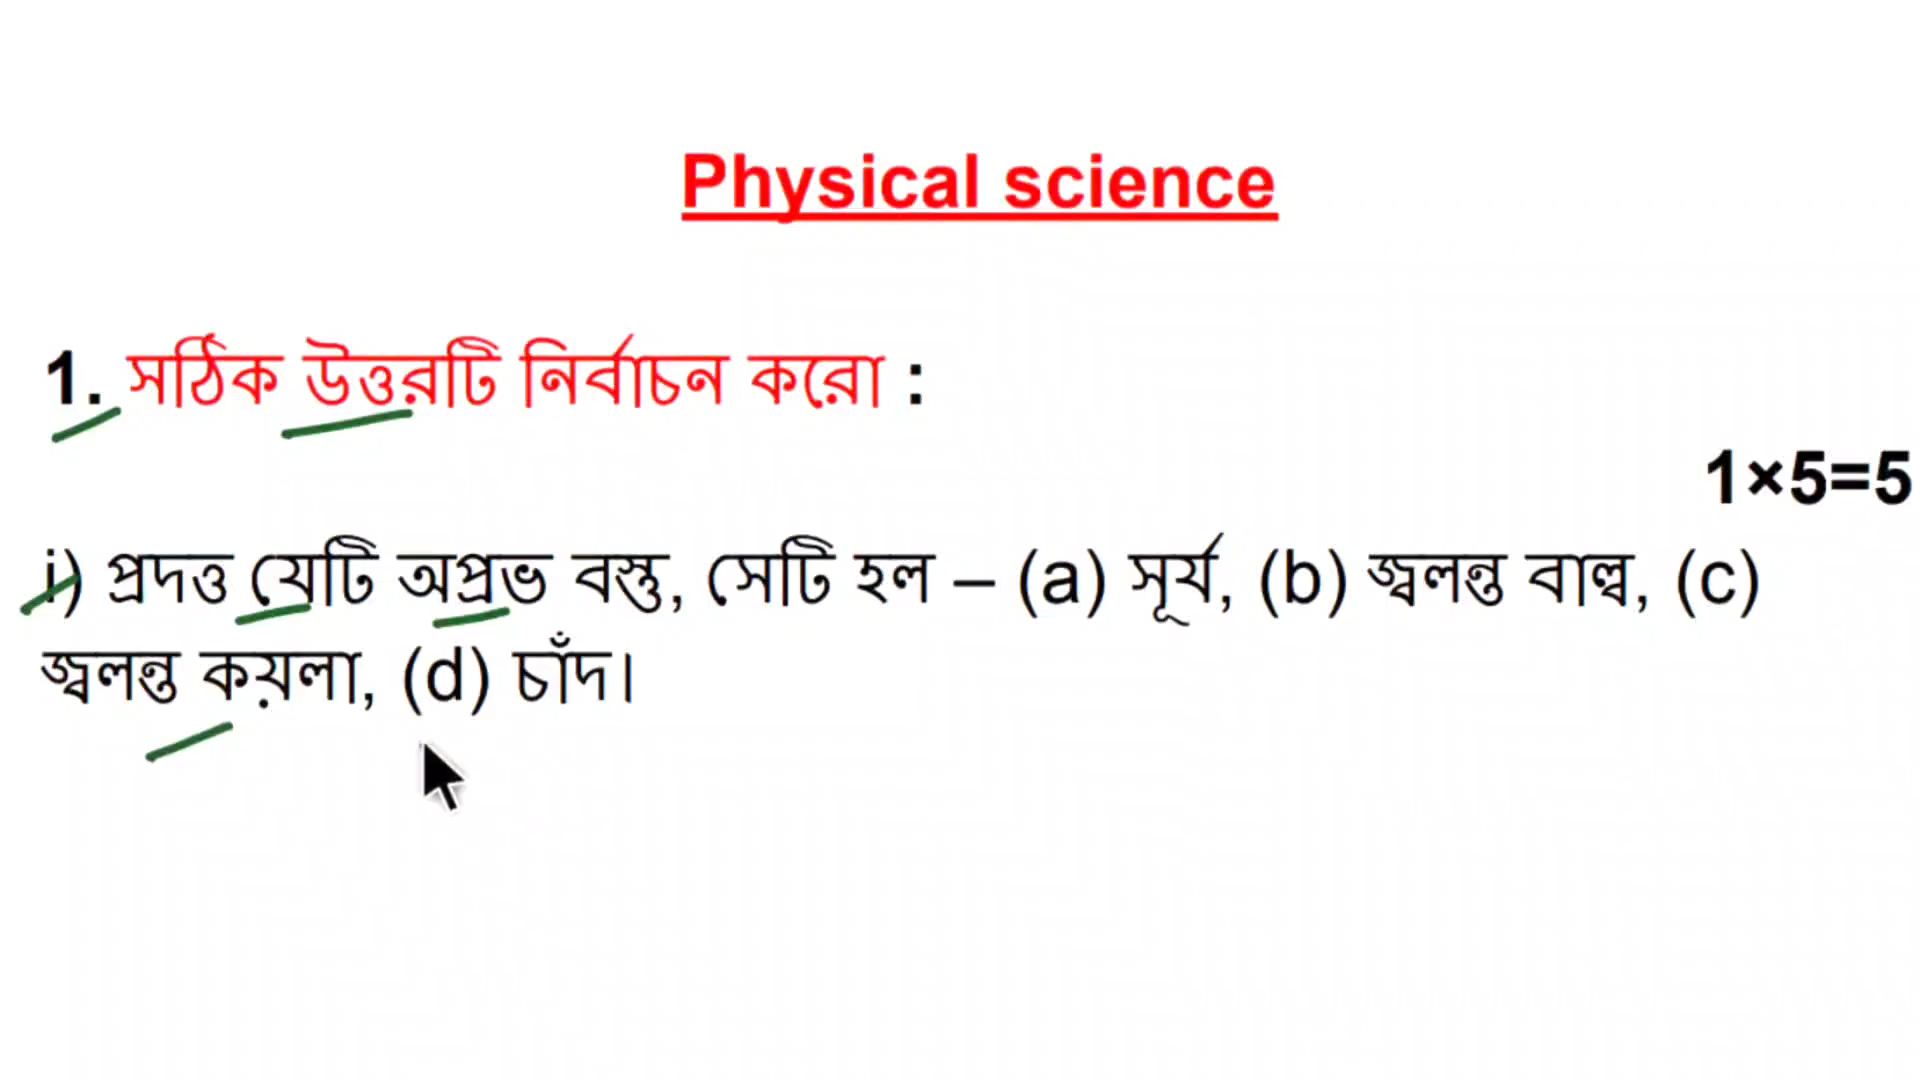 Physical science
1. সঠিক উত্তরটি নির্বাচন করো :
1×5=5
i) প্রদত্ত যেটি অপ্রভ বস্তু, সেটি হল – (a) সূর্য, (b) জ্বলন্ত বাল্ব, (c)
জ্বলন্ত কয়লা, (d) চাঁদ।